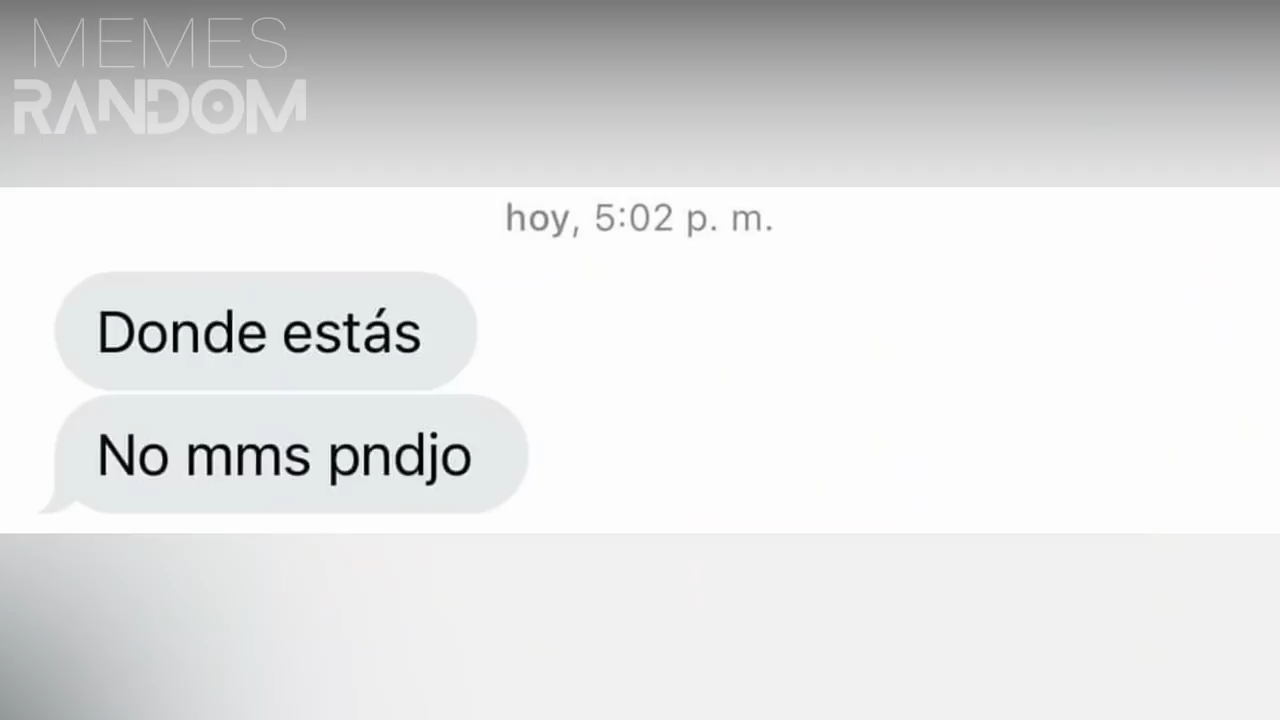 MEMES
RANDOM
hoy, 5:02 p. m.
Donde estás
No mms pndjo